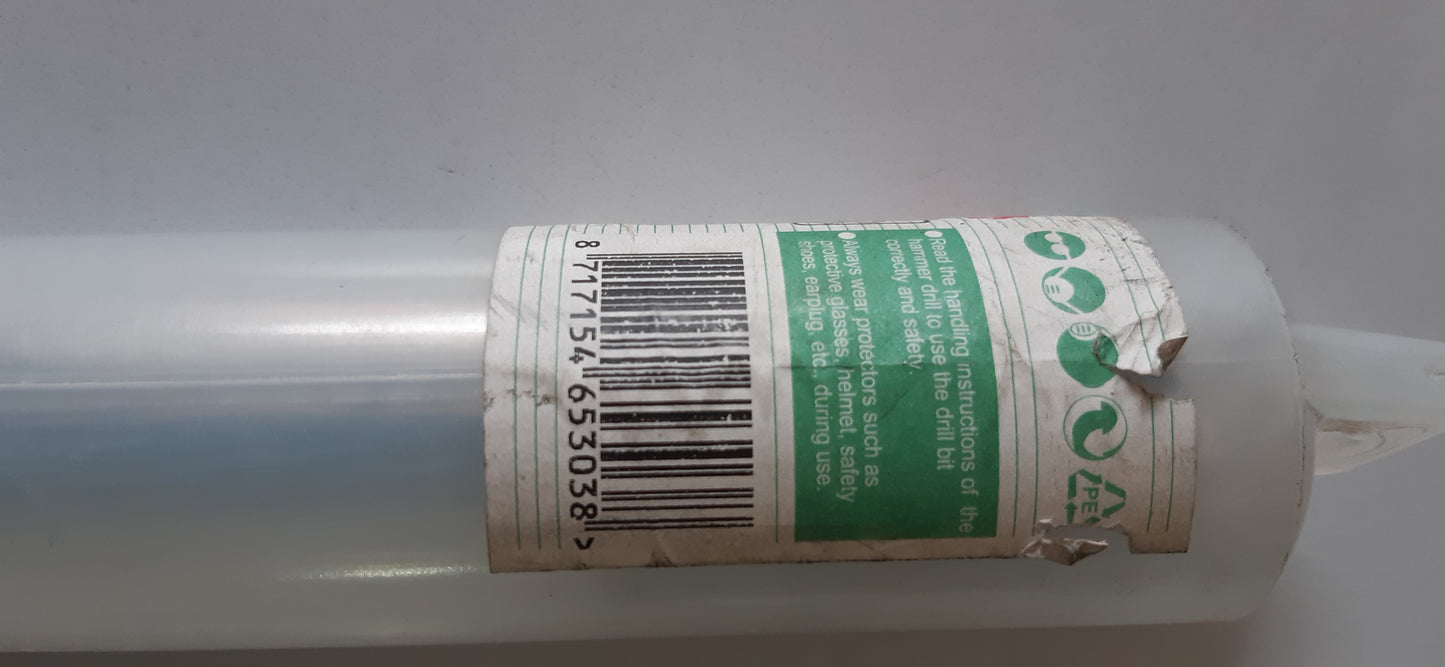 Read the handling instructions of the
hammer drill to use the drill bit
correctly and safety.
Always wear protectors such as
protective glasses, helmet, safety
shoes, earplug, etc., during use.
8 717154 653038 >
PE